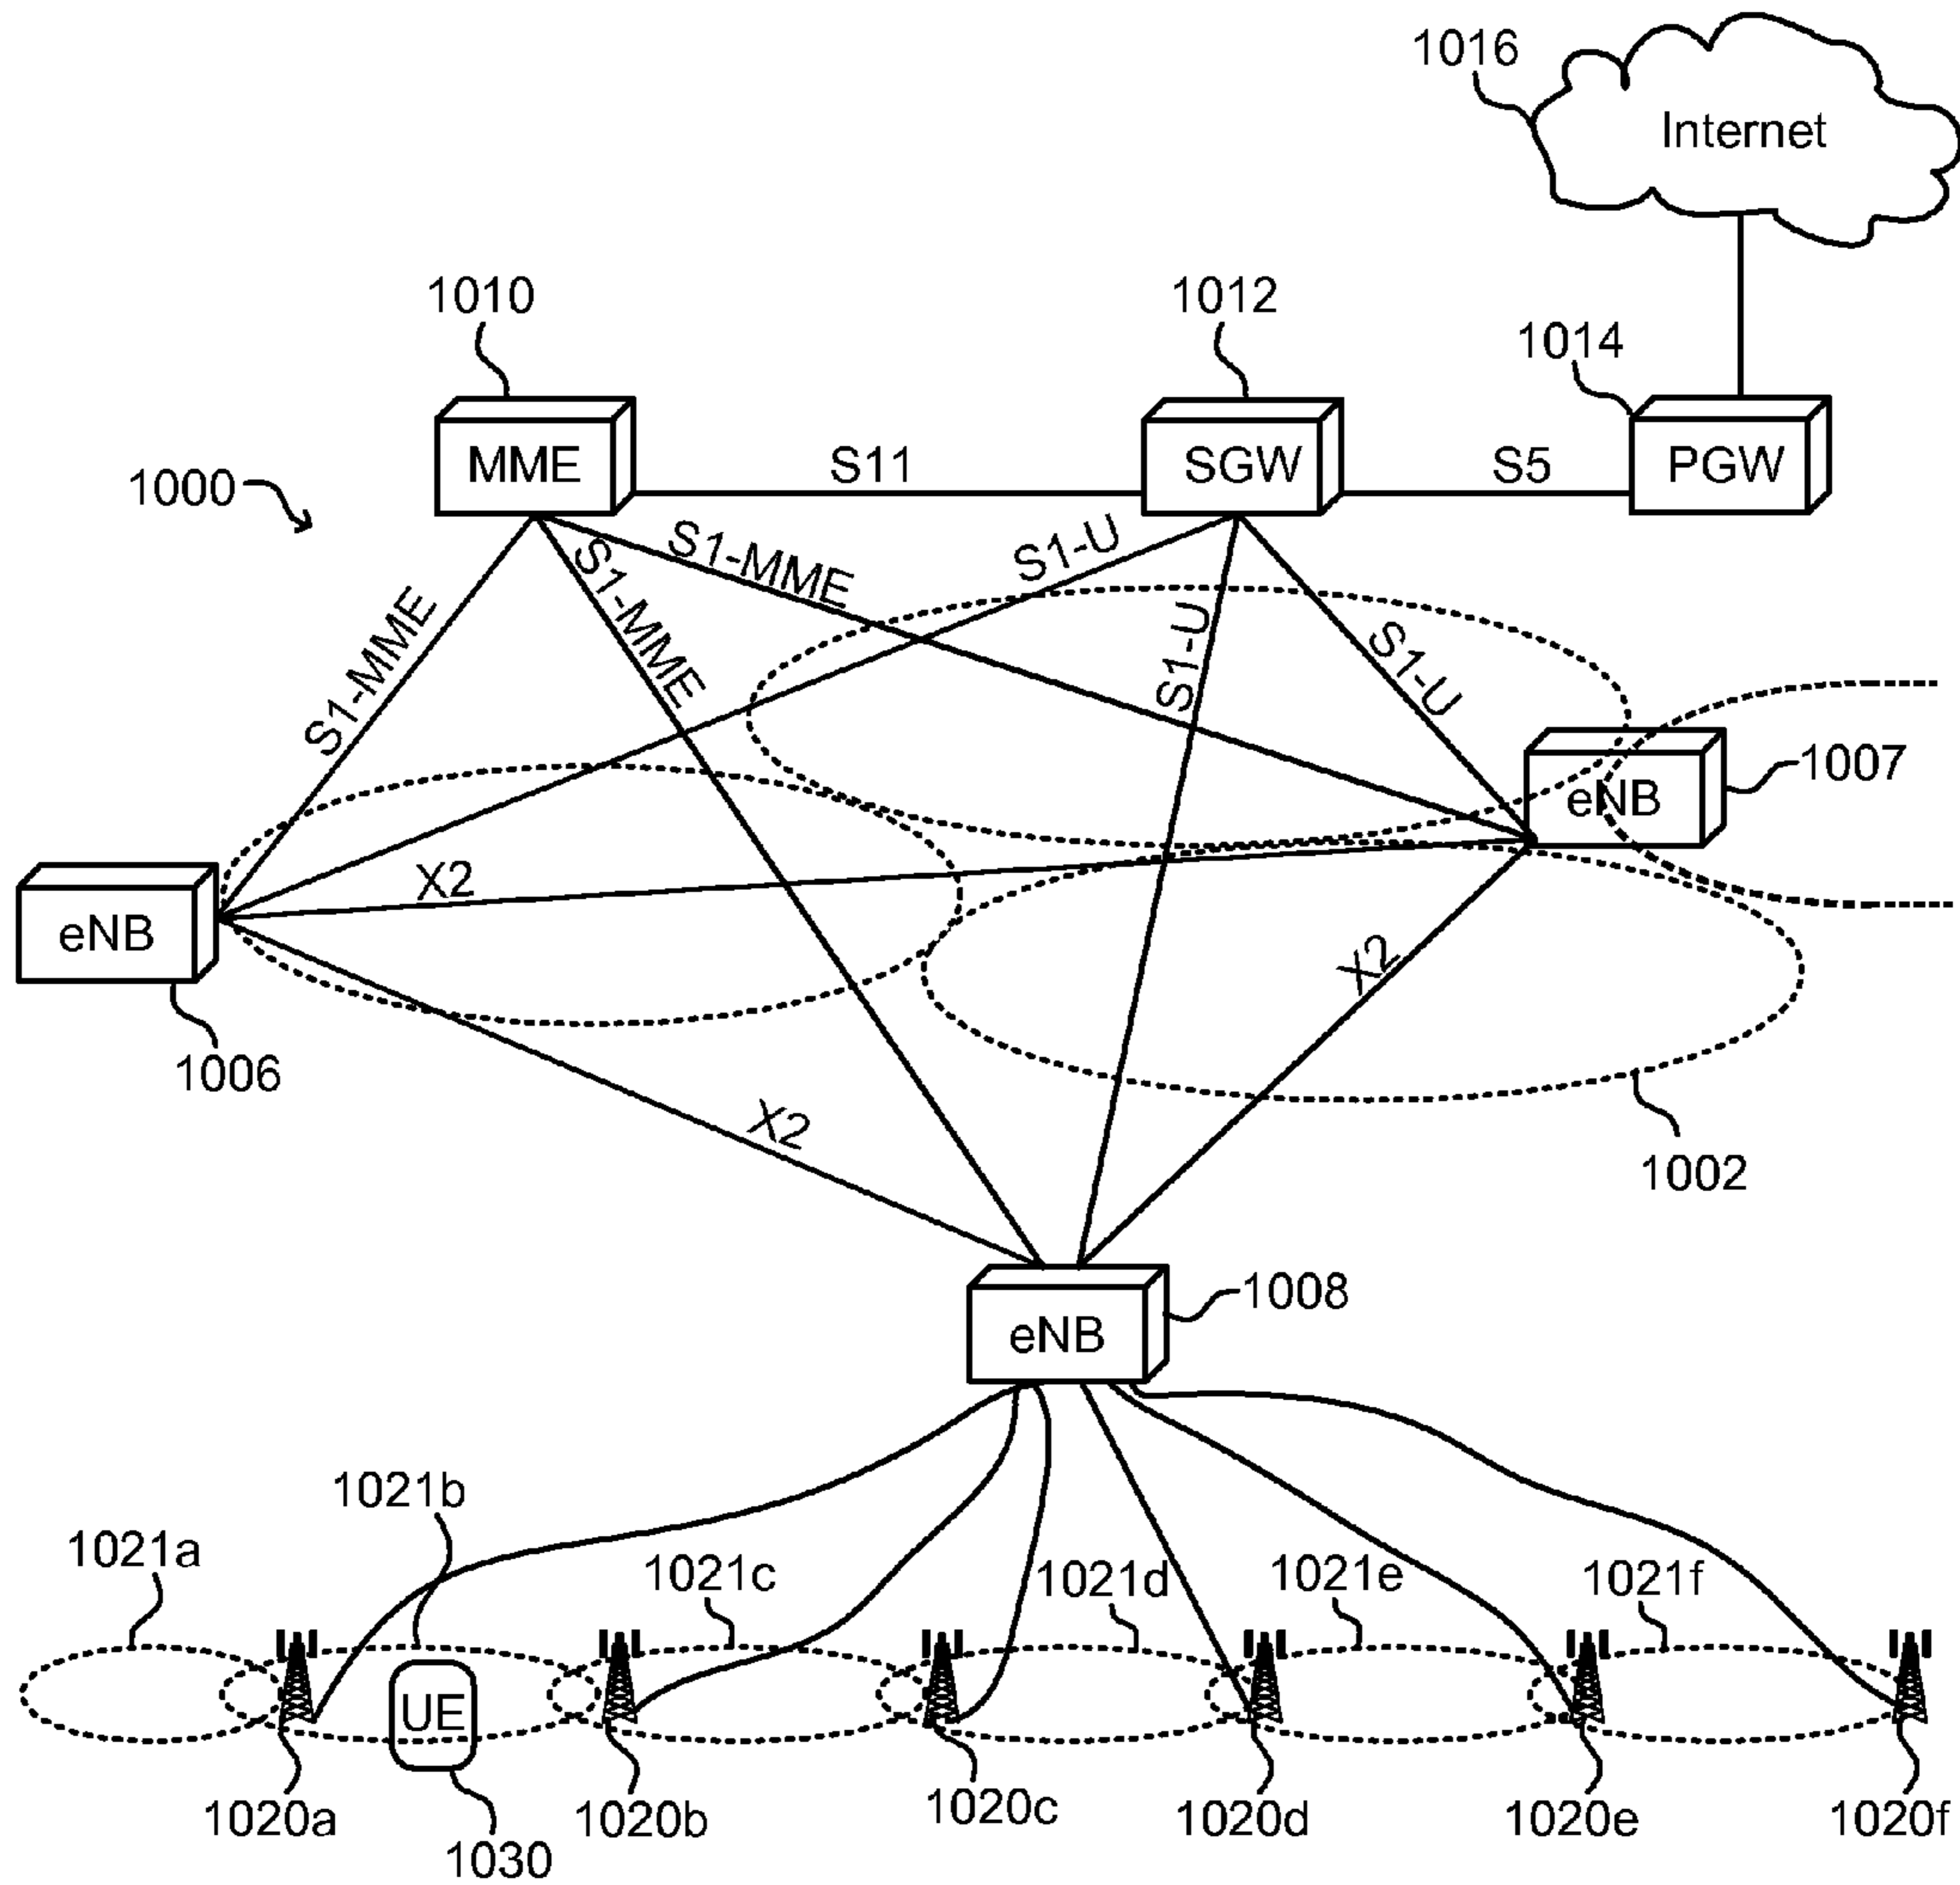 1016
Internet
1010
1012
1014
MME
S11
SGW
S5
PGW
1000
S1-MME
S1-MME
S1-MME
S1-U
S1-U
S1-U
eNB
1007
X2
eNB
X2
1006
X2
1002
eNB
1008
1021b
1021a
1021c
1021d
1021e
1021f
UE
1020a
1020b
1020c
1020d
1020e
1020f
1030